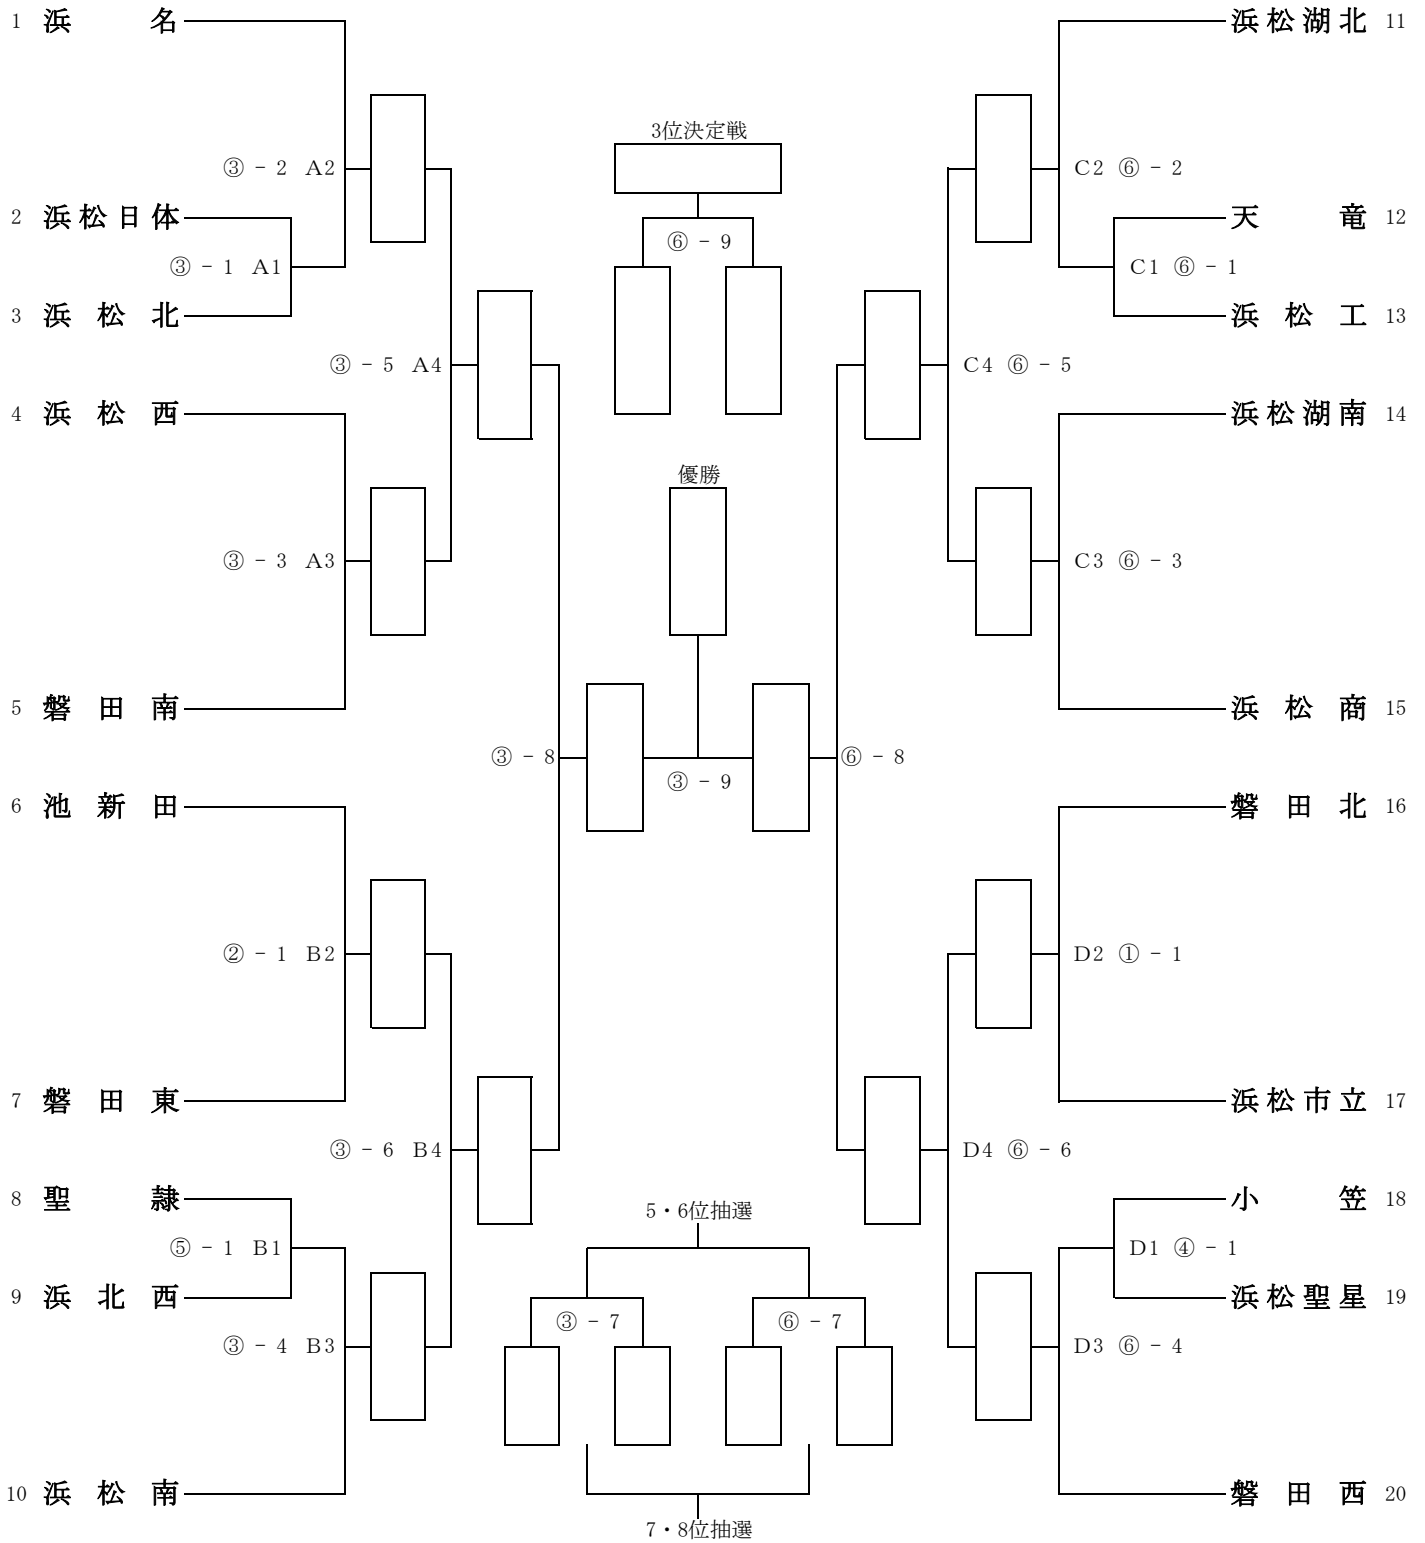 1 浜名
浜松湖北 11
3位決定戦
③ - 2 A2
C2 ⑥ - 2
2 浜松日体
天竜 12
⑥ - 9
③ - 1 A1
C1 ⑥ - 1
3 浜松北
浜松工 13
③ - 5 A4
C4 ⑥ - 5
4 浜松西
浜松湖南 14
優勝
③ - 3 A3
C3 ⑥ - 3
5 磐田南
浜松商 15
③ - 8
⑥ - 8
③ - 9
6 池新田
磐田北 16
② - 1 B2
D2 ① - 1
7 磐田東
浜松市立 17
③ - 6 B4
D4 ⑥ - 6
8 聖隷
小笠 18
5・6位抽選
⑤ - 1 B1
D1 ④ - 1
9 浜北西
浜松聖星 19
③ - 7
⑥ - 7
③ - 4 B3
D3 ⑥ - 4
10 浜松南
磐田西 20
7・8位抽選